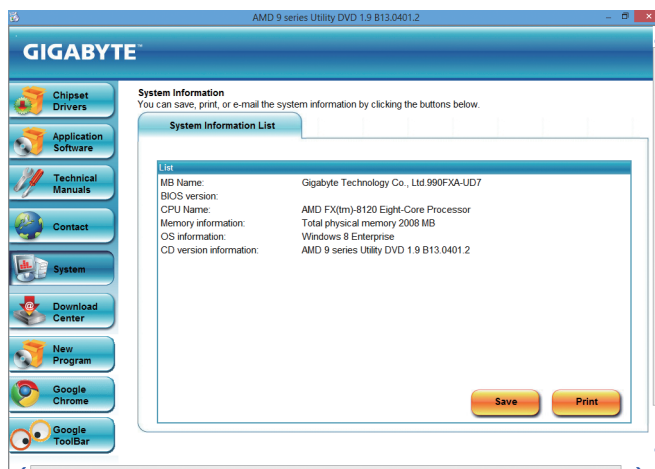 AMD 9 series Utility DVD 1.9 B13.0401.2
GIGABYTE™
Chipset
Drivers
Application
Software
Technical
Manuals
Contact
System
Download
Center
New
Program
Google
Chrome
Google
ToolBar
System Information
You can save, print, or e-mail the system information by clicking the buttons below.
System Information List
List
MB Name: Gigabyte Technology Co., Ltd.990FXA-UD7
BIOS version:
CPU Name: AMD FX(tm)-8120 Eight-Core Processor
Memory information: Total physical memory 2008 MB
OS information: Windows 8 Enterprise
CD version information: AMD 9 series Utility DVD 1.9 B13.0401.2
Save Print